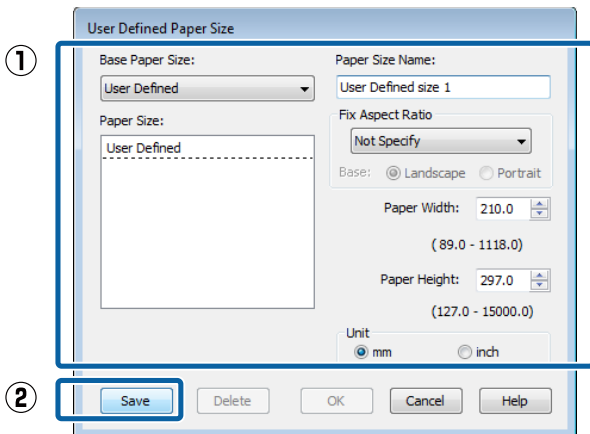 User Defined Paper Size
①
Base Paper Size:
User Defined
Paper Size:
User Defined
Paper Size Name:
User Defined size 1
Fix Aspect Ratio
Not Specify
Base: Landscape Portrait
Paper Width: 210.0
( 89.0 - 1118.0)
Paper Height: 297.0
(127.0 - 15000.0)
Unit
mm inch
②
Save Delete OK Cancel Help